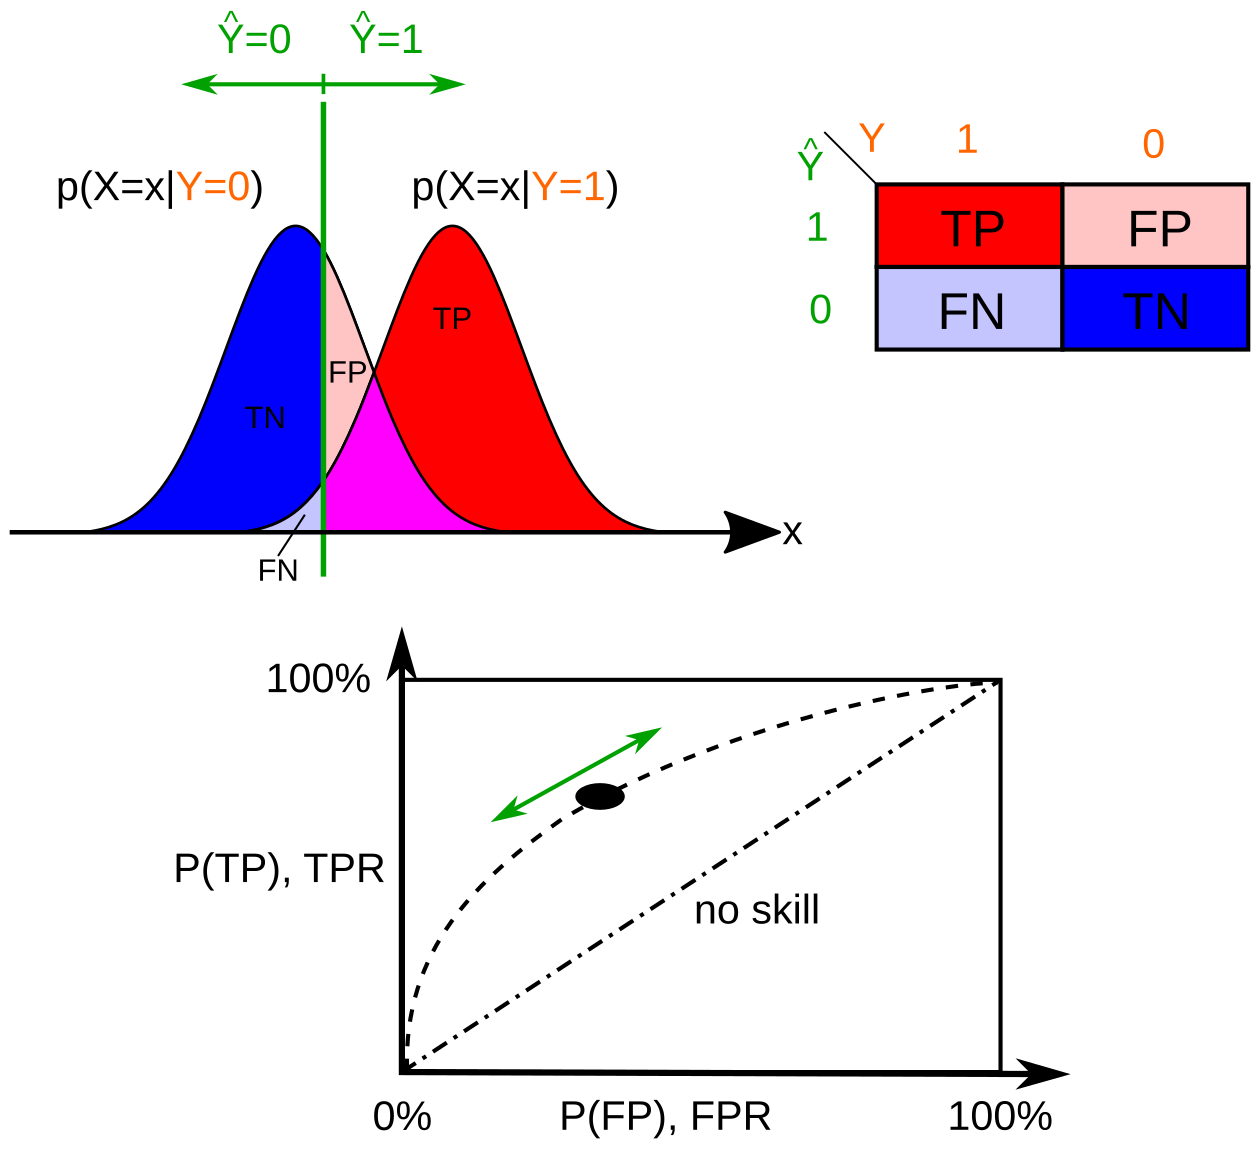 Ŷ=0 Ŷ=1
p(X=x|Y=0) p(X=x|Y=1)
TP
FP
TN
FN
x
Y 1 0
Ŷ
1 TP FP
0 FN TN
100%
P(TP), TPR
no skill
0% P(FP), FPR 100%